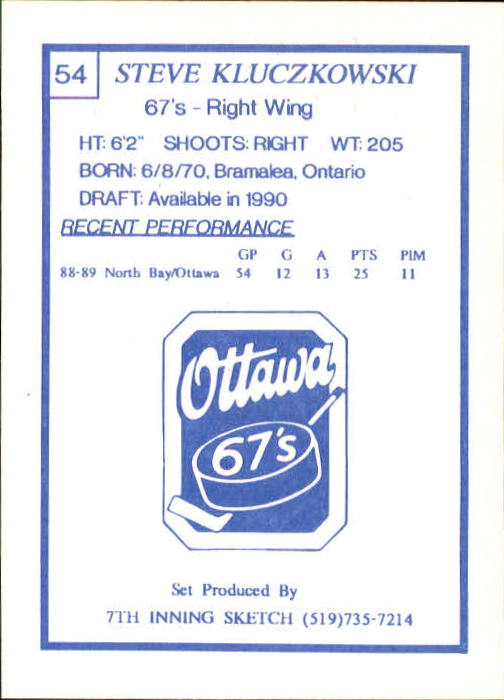 54 STEVE KLUCZKOWSKI
67's - Right Wing
HT: 6'2" SHOOTS: RIGHT WT: 205
BORN: 6/8/70, Bramalea, Ontario
DRAFT: Available in 1990
RECENT PERFORMANCE
GP G A PTS PIM
88-89 North Bay/Ottawa 54 12 13 25 11
Ottawa
67's
Set Produced By
7TH INNING SKETCH (519)735-7214